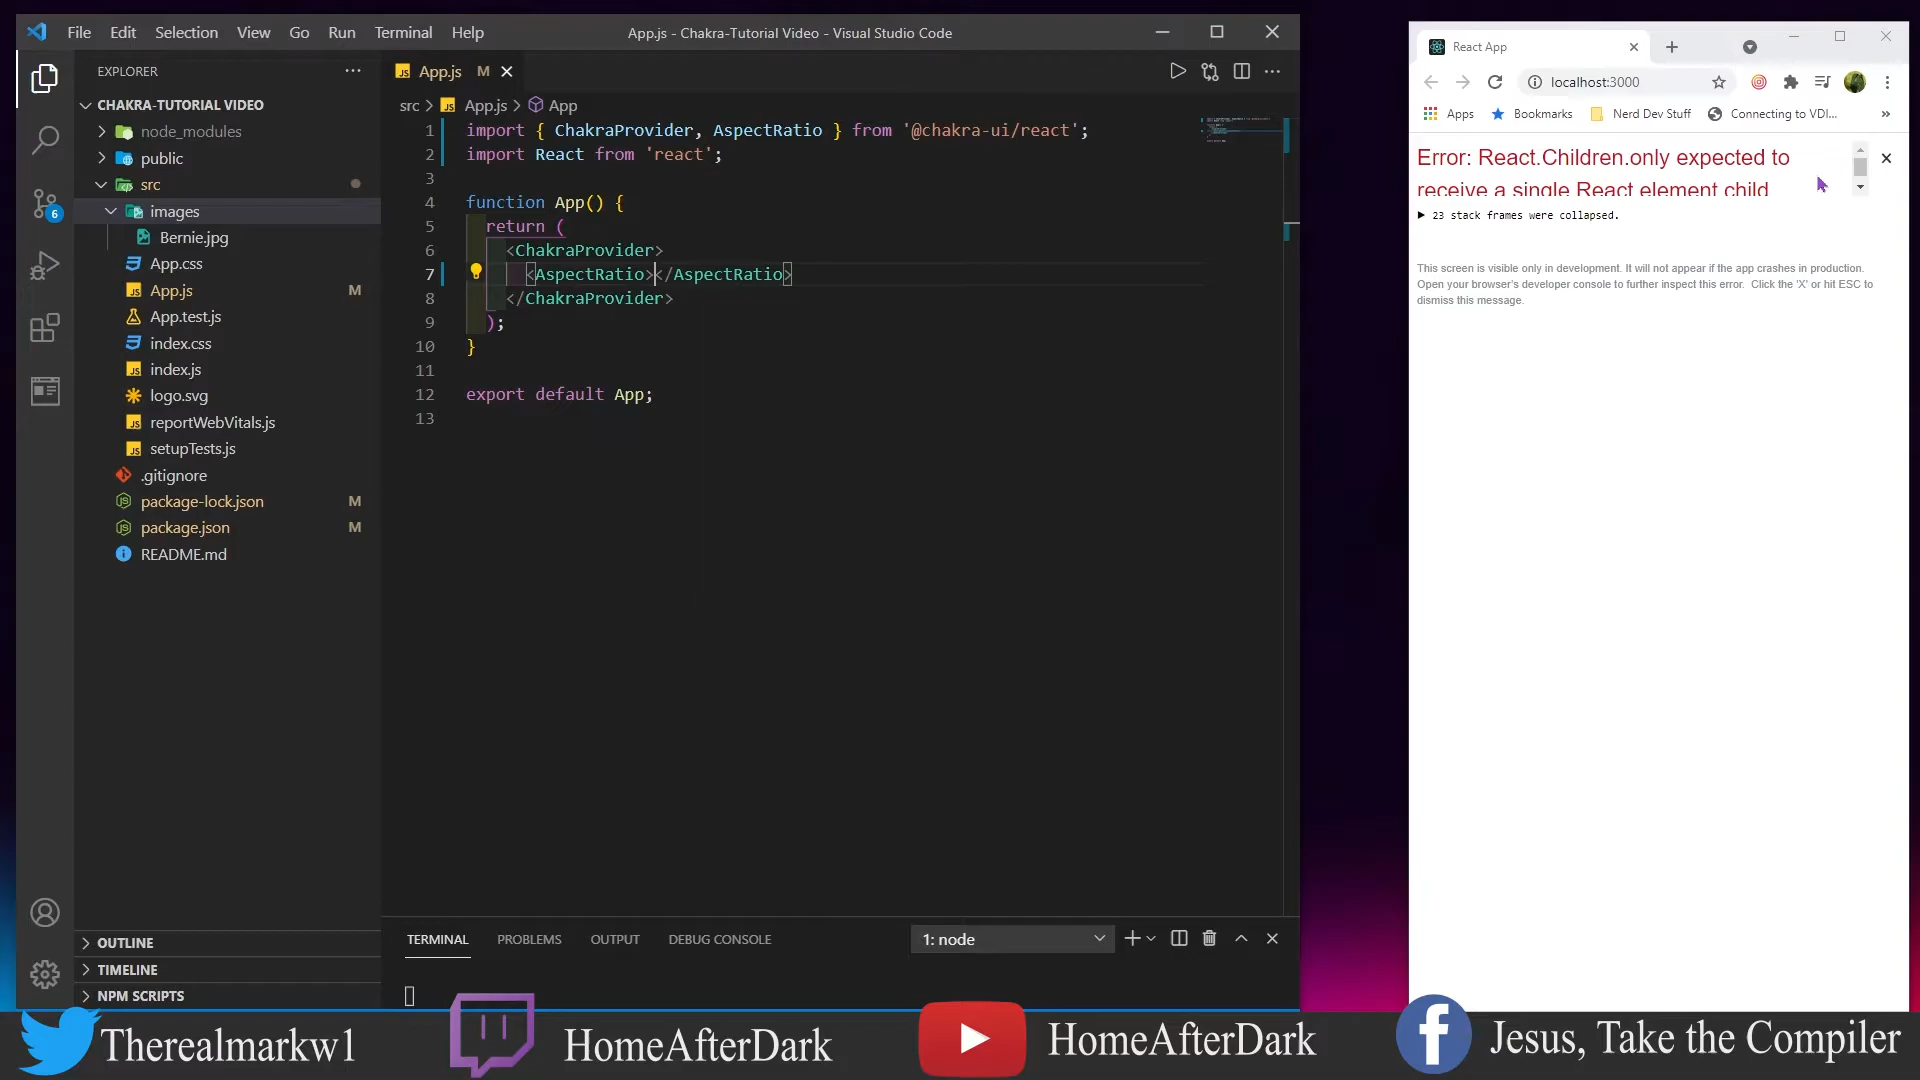 File Edit Selection View Go Run Terminal Help
App.js - Chakra-Tutorial Video - Visual Studio Code
EXPLORER
CHAKRA-TUTORIAL VIDEO
node_modules
public
src
images
Bernie.jpg
App.css
App.js M
App.test.js
index.css
index.js
logo.svg
reportWebVitals.js
setupTests.js
.gitignore
package-lock.json M
package.json M
README.md
OUTLINE
TIMELINE
NPM SCRIPTS
6
App.js M
src > App.js > App
1 import { ChakraProvider, AspectRatio } from '@chakra-ui/react';
2 import React from 'react';
3
4 function App() {
5 return (
6 <ChakraProvider>
7 <AspectRatio></AspectRatio>
8 </ChakraProvider>
9 );
10 }
11
12 export default App;
13
TERMINAL PROBLEMS OUTPUT DEBUG CONSOLE
1: node
React App
localhost:3000
Apps Bookmarks Nerd Dev Stuff Connecting to VDI... »
Error: React.Children.only expected to
receive a single React element child
23 stack frames were collapsed.
This screen is visible only in development. It will not appear if the app crashes in production.
Open your browser's developer console to further inspect this error. Click the 'X' or hit ESC to
dismiss this message.
Therealmarkw1
HomeAfterDark
HomeAfterDark
Jesus, Take the Compiler